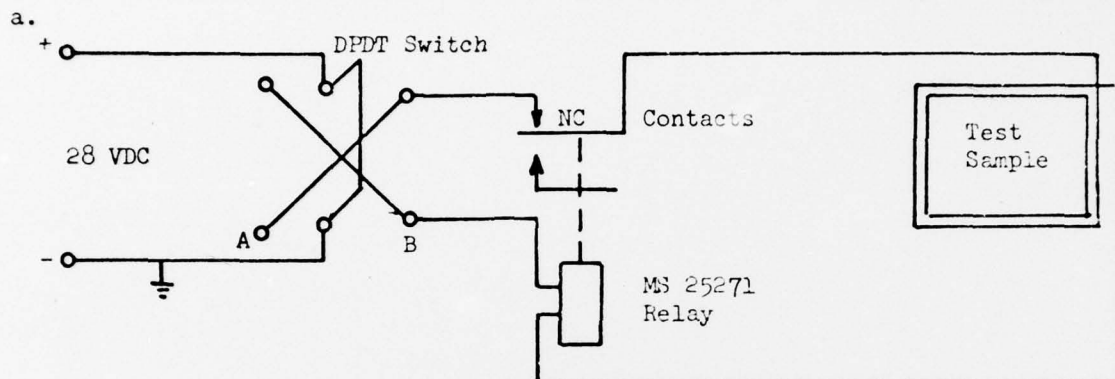 a.
+
DPDT Switch
NC
Contacts
28 VDC
Test
Sample
A
B
-
MS 25271
Relay